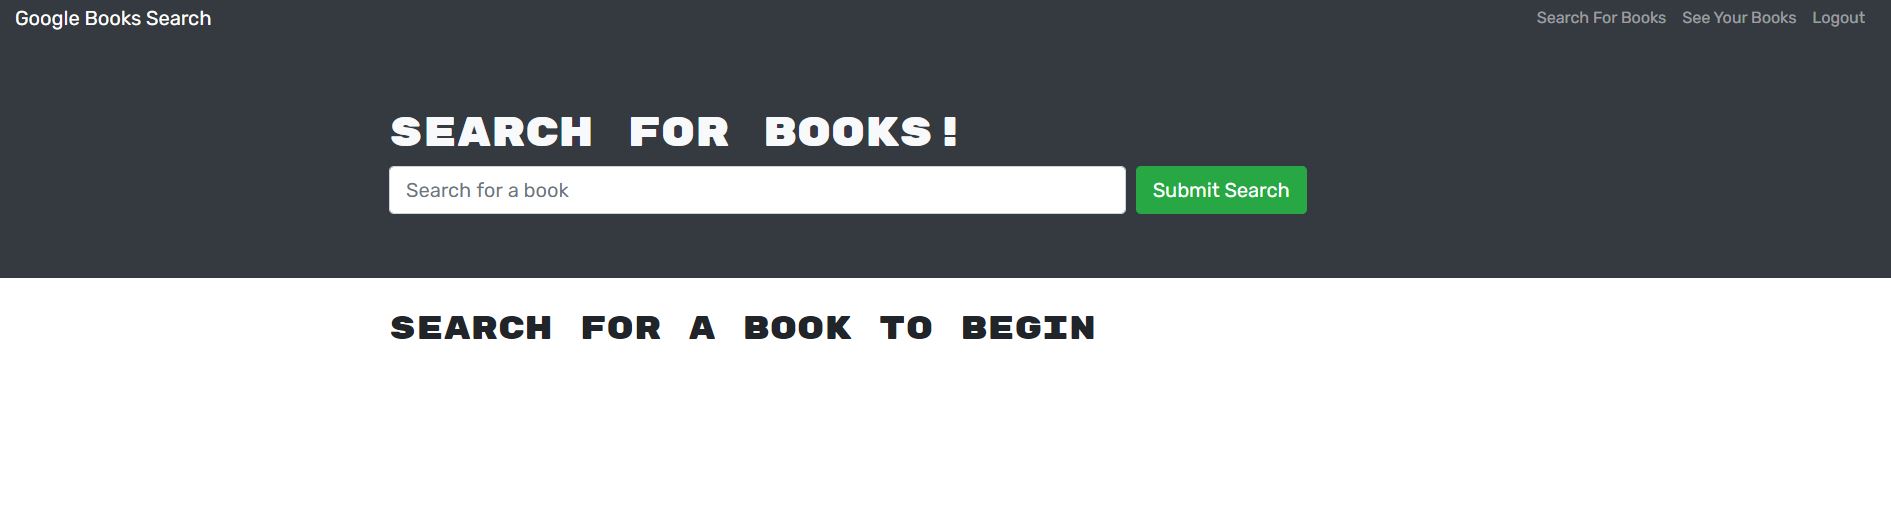 Google Books Search
Search For Books See Your Books Logout
SEARCH FOR BOOKS!
Search for a book
Submit Search
SEARCH FOR A BOOK TO BEGIN